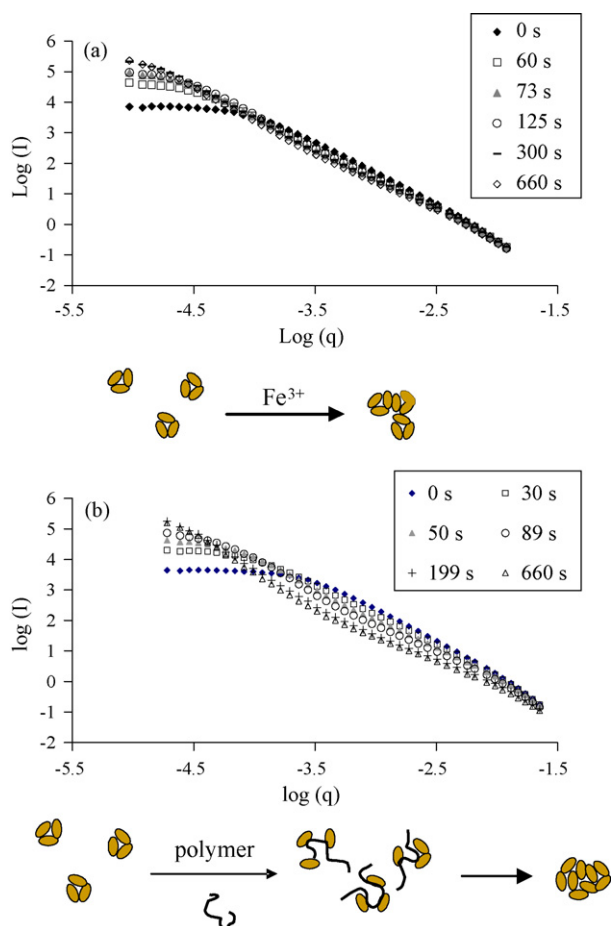 (a)
0 s
60 s
73 s
125 s
300 s
660 s
6
5
4
3
2
1
0
-1
-2
Log (I)
-5.5 -4.5 -3.5 -2.5 -1.5
Log (q)
Fe³⁺
(b)
0 s 30 s
50 s 89 s
199 s 660 s
6
5
4
3
2
1
0
-1
-2
log (I)
-5.5 -4.5 -3.5 -2.5 -1.5
log (q)
polymer